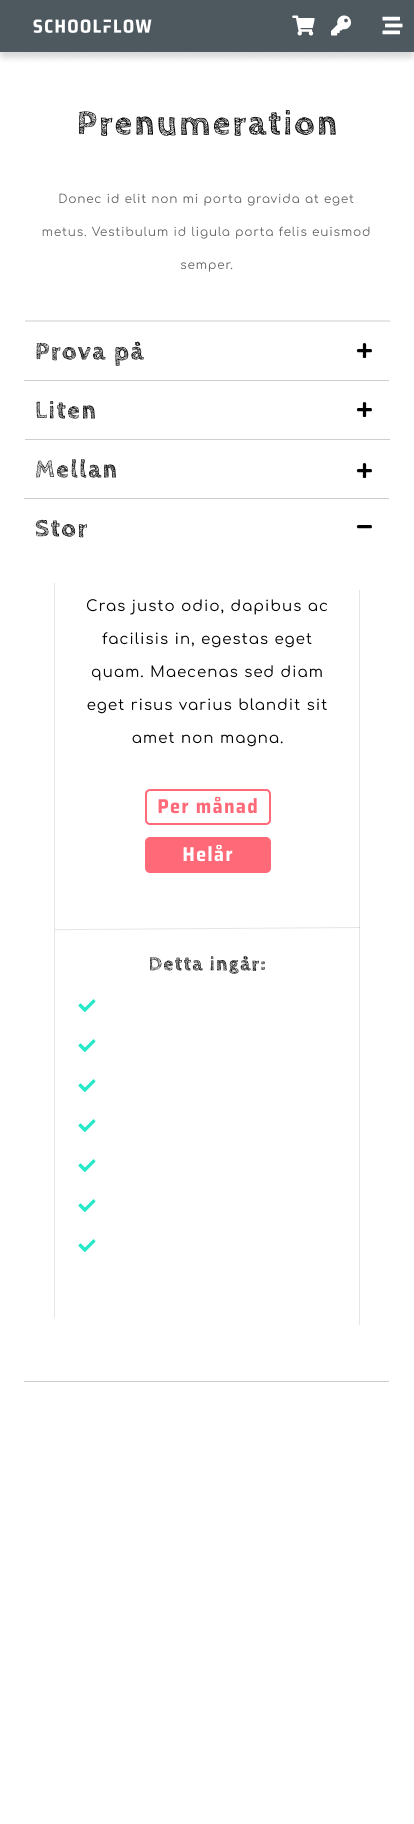 SCHOOLFLOW
Prenumeration
Donec id elit non mi porta gravida at eget
metus. Vestibulum id ligula porta felis euismod
semper.
Prova på
Liten
Mellan
Stor
Cras justo odio, dapibus ac
facilisis in, egestas eget
quam. Maecenas sed diam
eget risus varius blandit sit
amet non magna.
Per månad
Helår
Detta ingår: